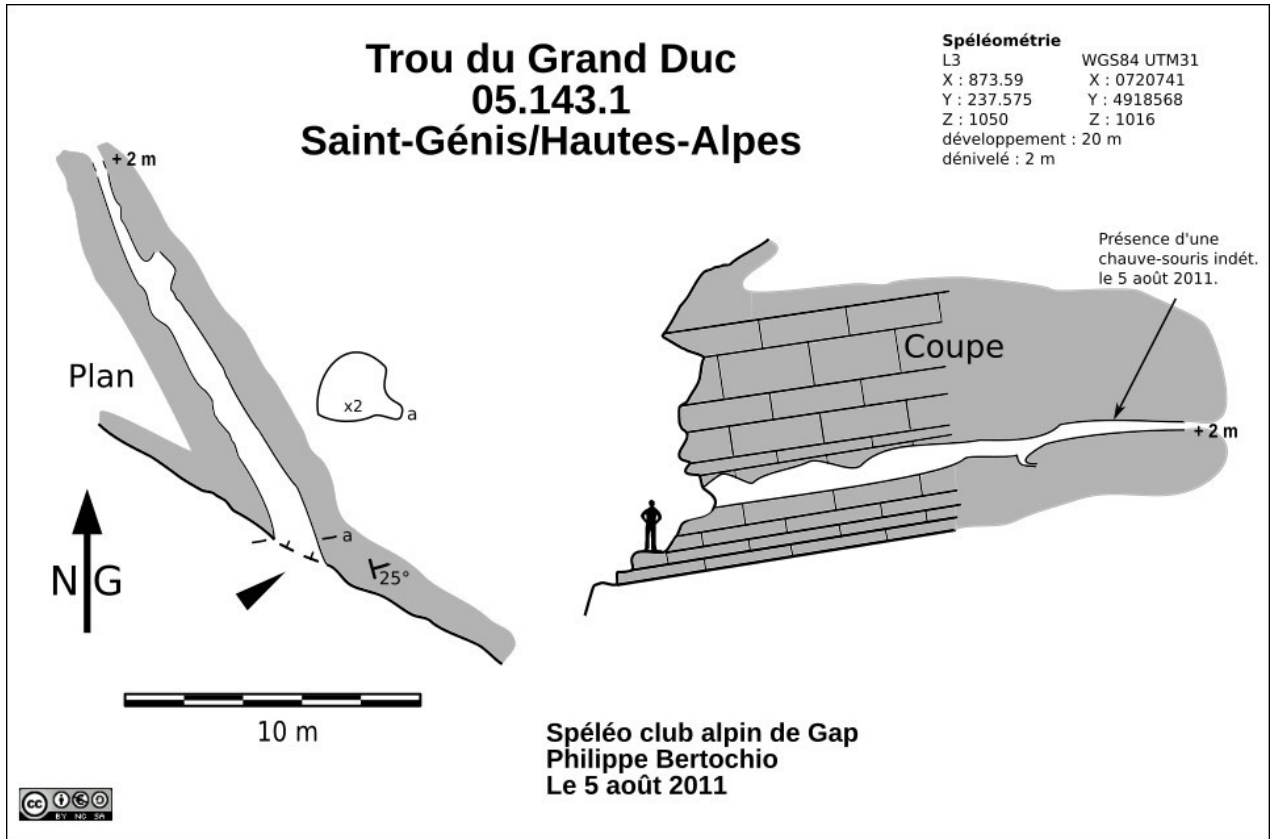 Trou du Grand Duc
05.143.1
Saint-Génis/Hautes-Alpes
Spéléométrie
L3 WGS84 UTM31
X : 873.59 X : 0720741
Y : 237.575 Y : 4918568
Z : 1050 Z : 1016
développement : 20 m
dénivelé : 2 m
+ 2 m
Plan
x2
a
a
25°
N G
10 m
Présence d'une
chauve-souris indét.
le 5 août 2011.
Coupe
+ 2 m
Spéléo club alpin de Gap
Philippe Bertochio
Le 5 août 2011
cc
BY NC SA